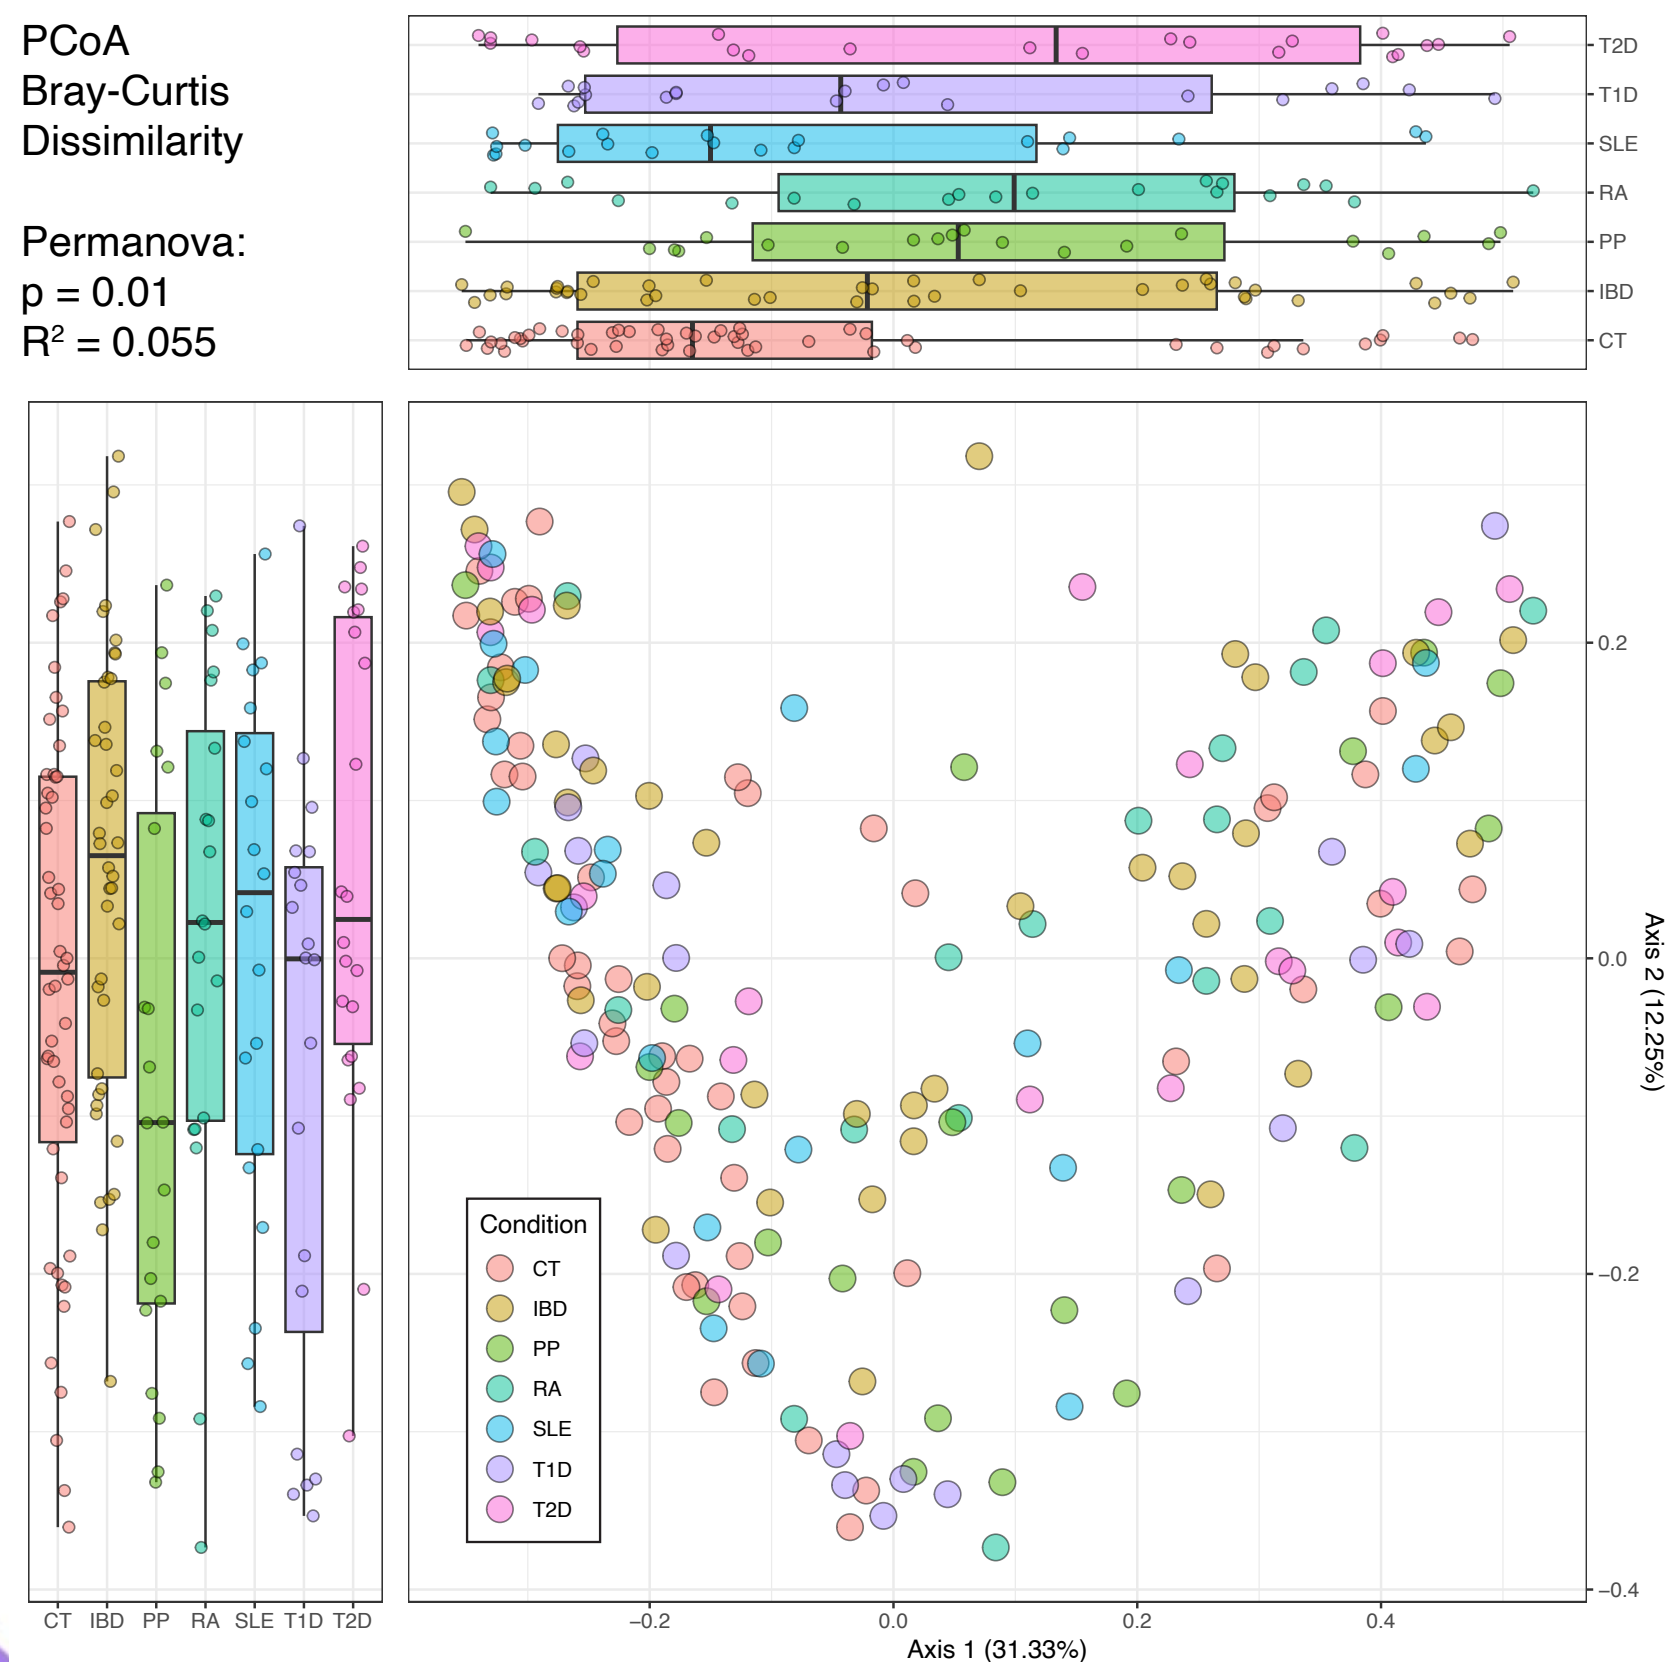 PCoA
Bray-Curtis
Dissimilarity
Permanova:
p = 0.01
R² = 0.055
T2D
T1D
SLE
RA
PP
IBD
CT
Condition
CT
IBD
PP
RA
SLE
T1D
T2D
0.2
0.0
−0.2
−0.4
Axis 2 (12.25%)
CT IBD PP RA SLE T1D T2D
−0.2 0.0 0.2 0.4
Axis 1 (31.33%)